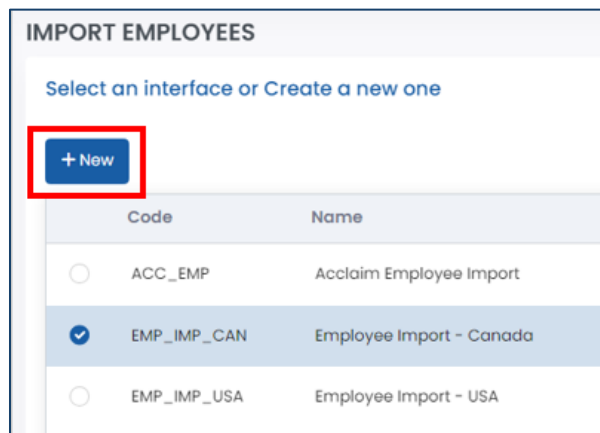 IMPORT EMPLOYEES
Select an interface or Create a new one
+ New
Code Name
ACC_EMP Acclaim Employee Import
EMP_IMP_CAN Employee Import - Canada
EMP_IMP_USA Employee Import - USA